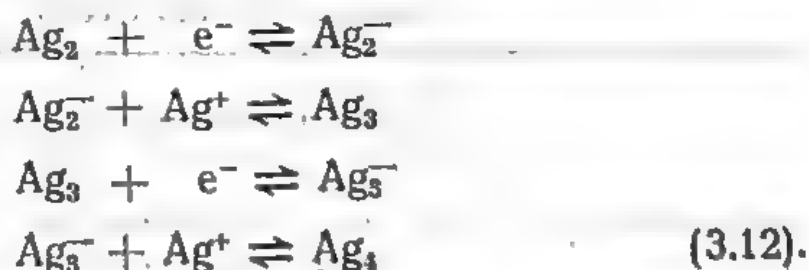 Ag₂ + e⁻ ⇌ Ag₂⁻
Ag₂⁻ + Ag⁺ ⇌ Ag₃
Ag₃ + e⁻ ⇌ Ag₃⁻
Ag₃⁻ + Ag⁺ ⇌ Ag₄ (3.12).